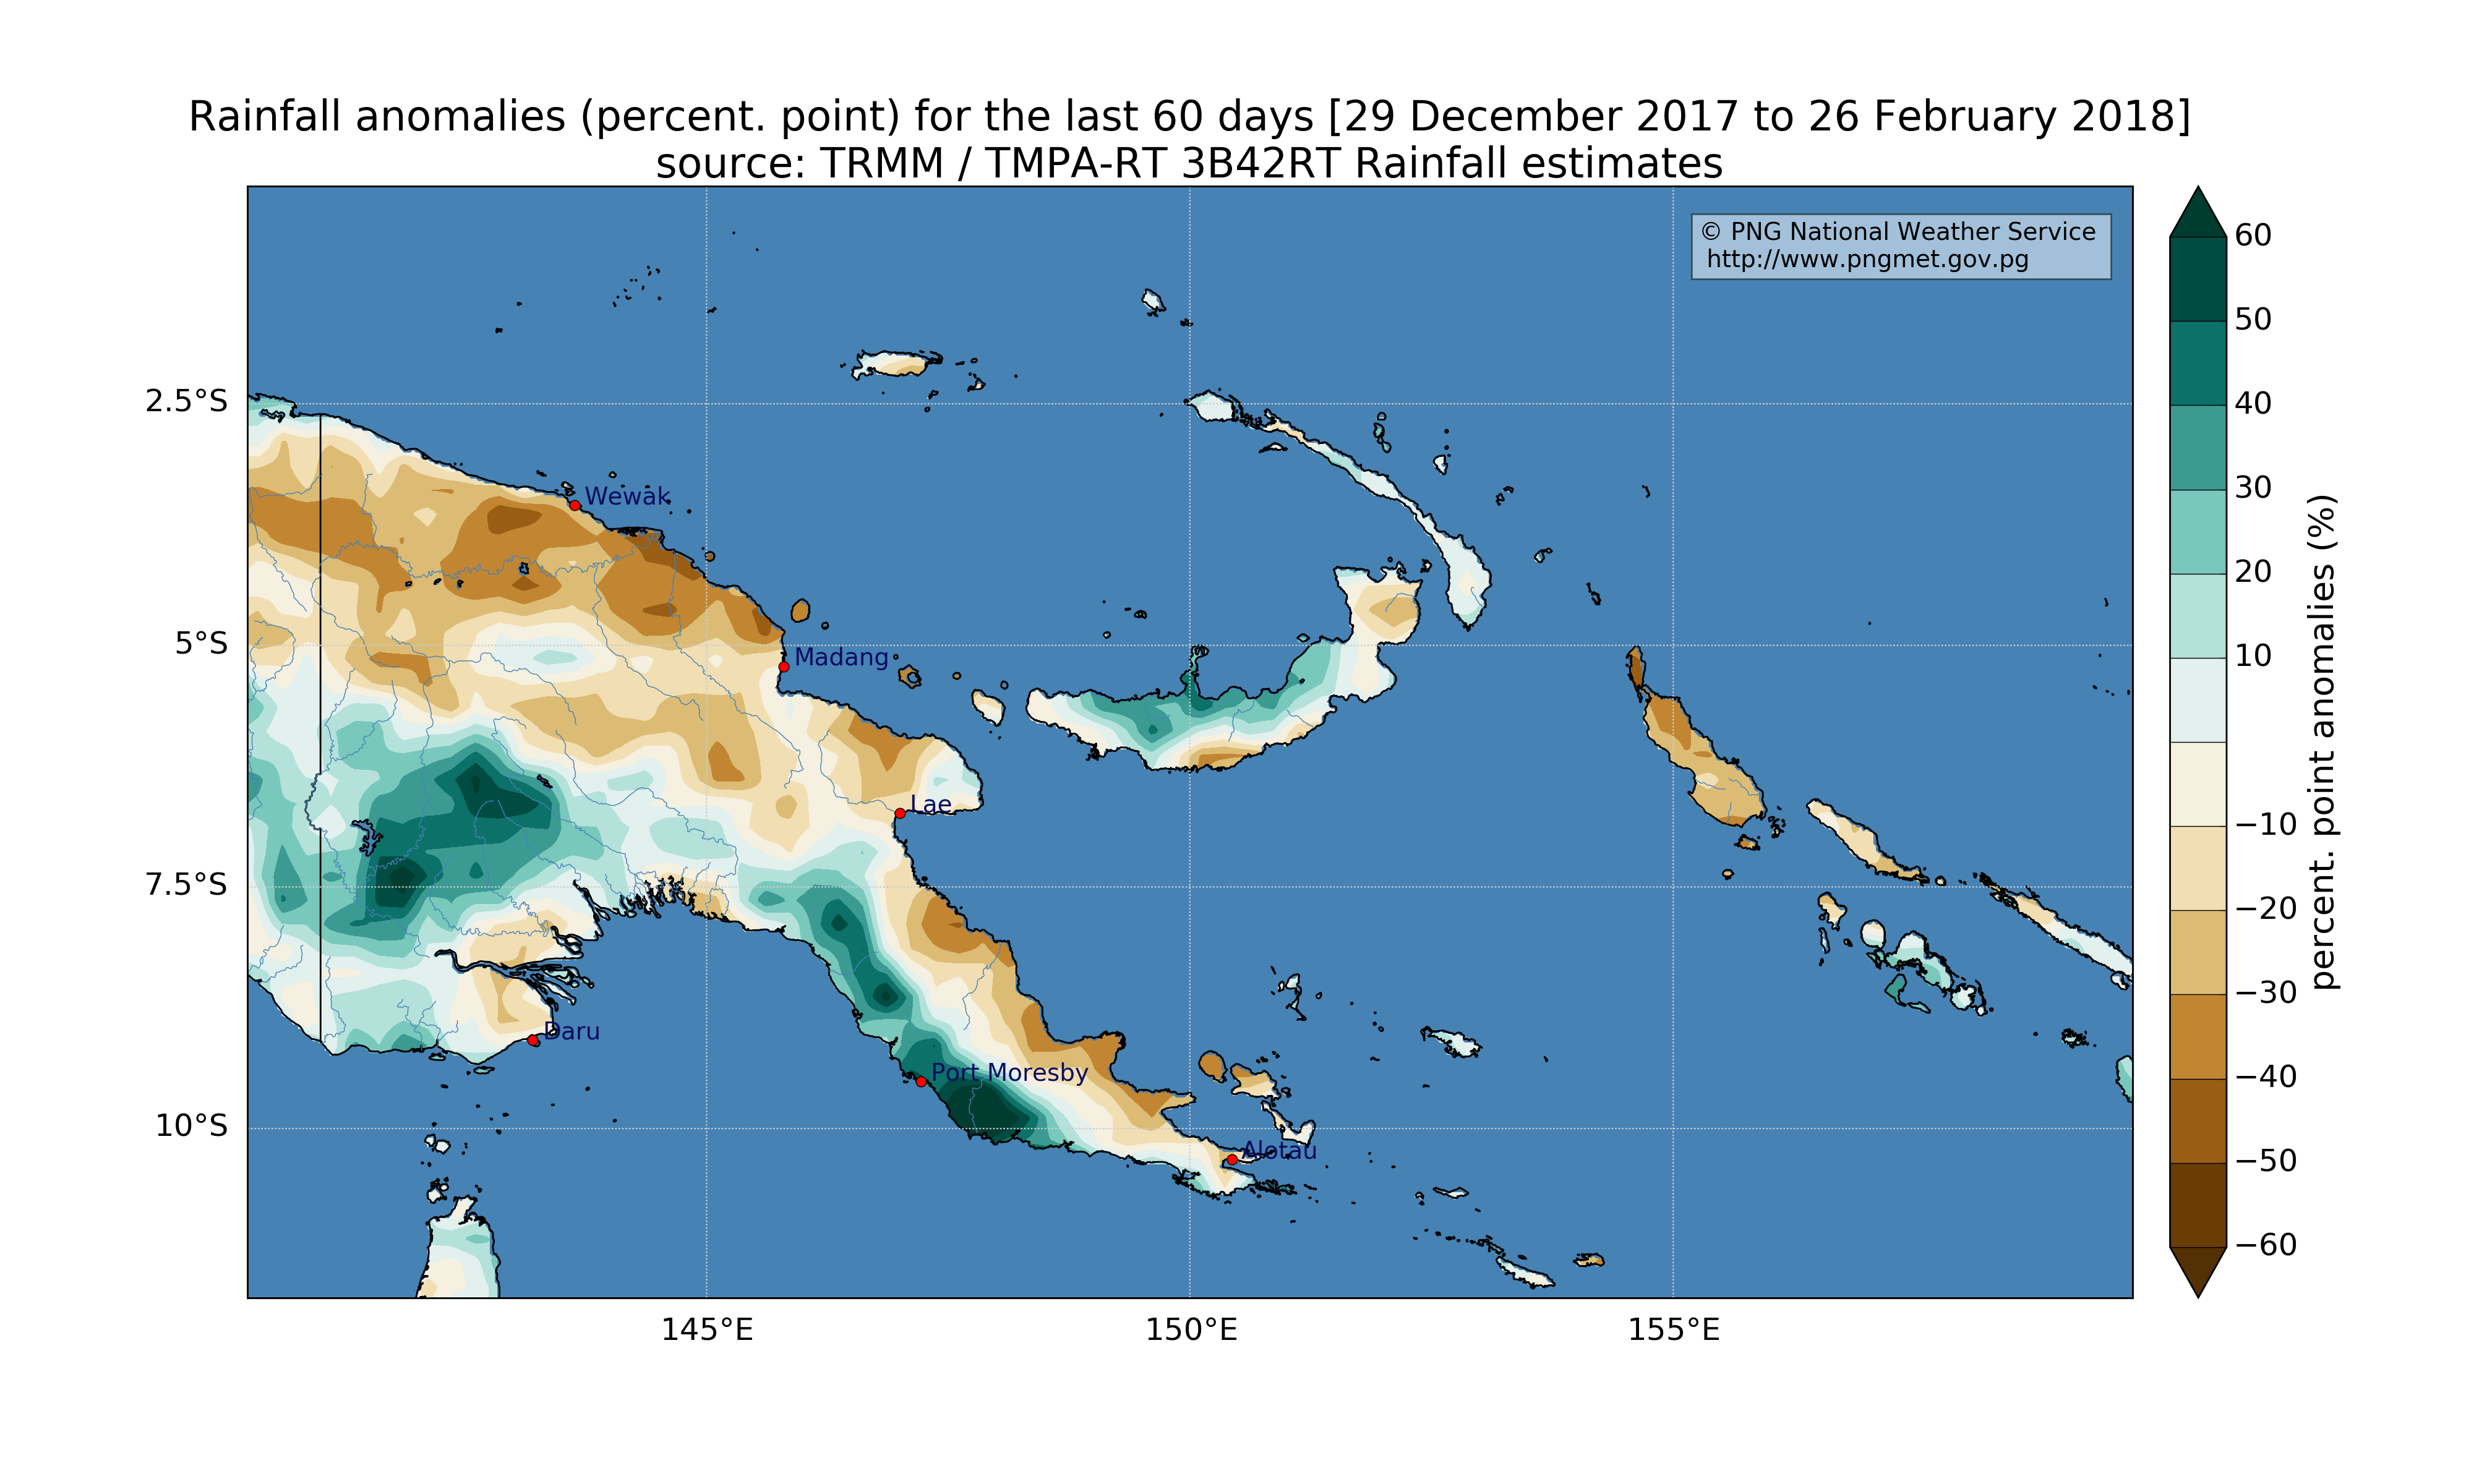 Rainfall anomalies (percent. point) for the last 60 days [29 December 2017 to 26 February 2018]
source: TRMM / TMPA-RT 3B42RT Rainfall estimates
© PNG National Weather Service
http://www.pngmet.gov.pg
2.5°S
5°S
7.5°S
10°S
Wewak
Madang
Lae
Daru
Port Moresby
Alotau
145°E
150°E
155°E
60
50
40
30
20
10
−10
−20
−30
−40
−50
−60
percent. point anomalies (%)